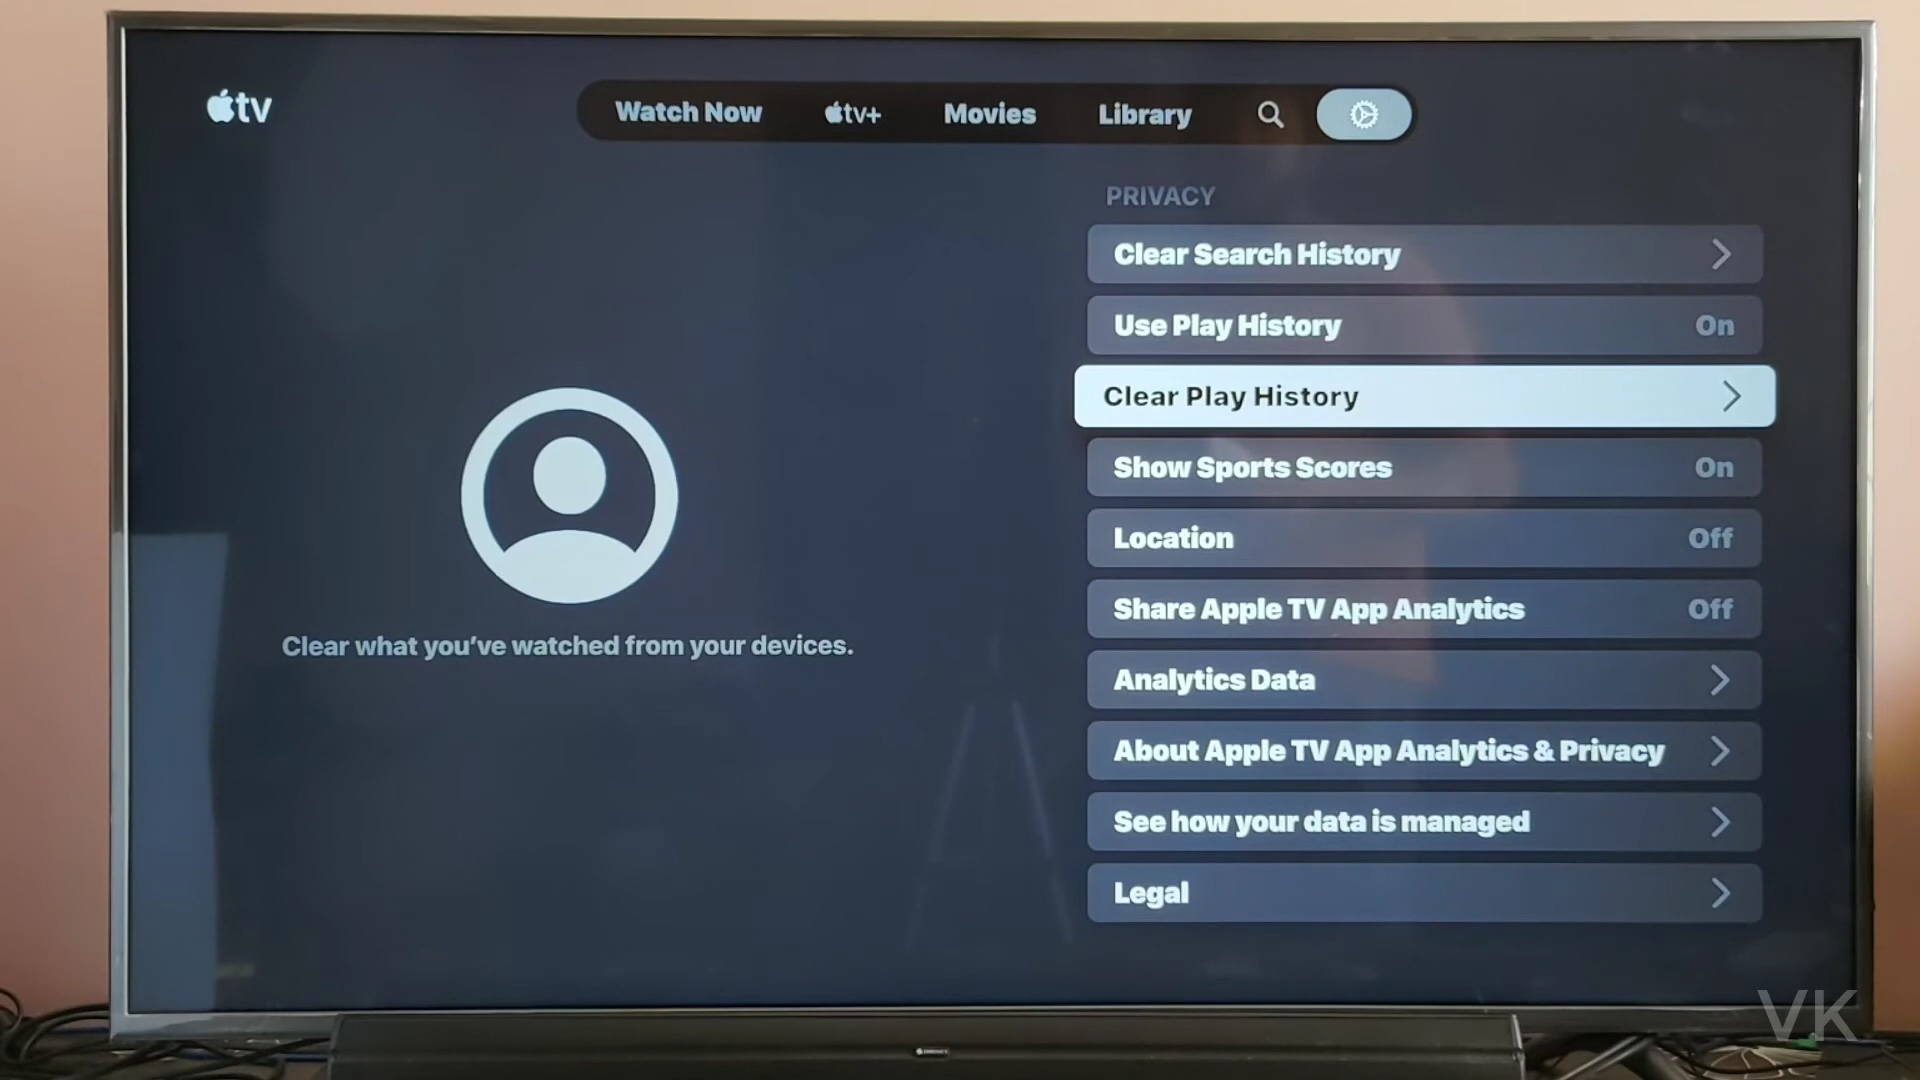 tv
Watch Now
tv+
Movies
Library
PRIVACY
Clear Search History
Use Play History On
Clear Play History
Show Sports Scores On
Location Off
Share Apple TV App Analytics Off
Analytics Data
About Apple TV App Analytics & Privacy
See how your data is managed
Legal
Clear what you've watched from your devices.
VK